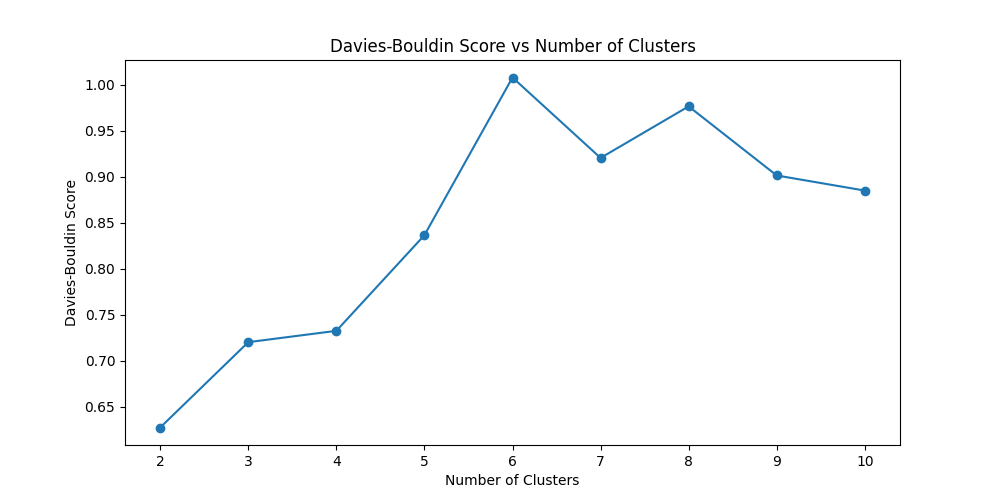 Davies-Bouldin Score vs Number of Clusters
Davies-Bouldin Score
1.00
0.95
0.90
0.85
0.80
0.75
0.70
0.65
2 3 4 5 6 7 8 9 10
Number of Clusters